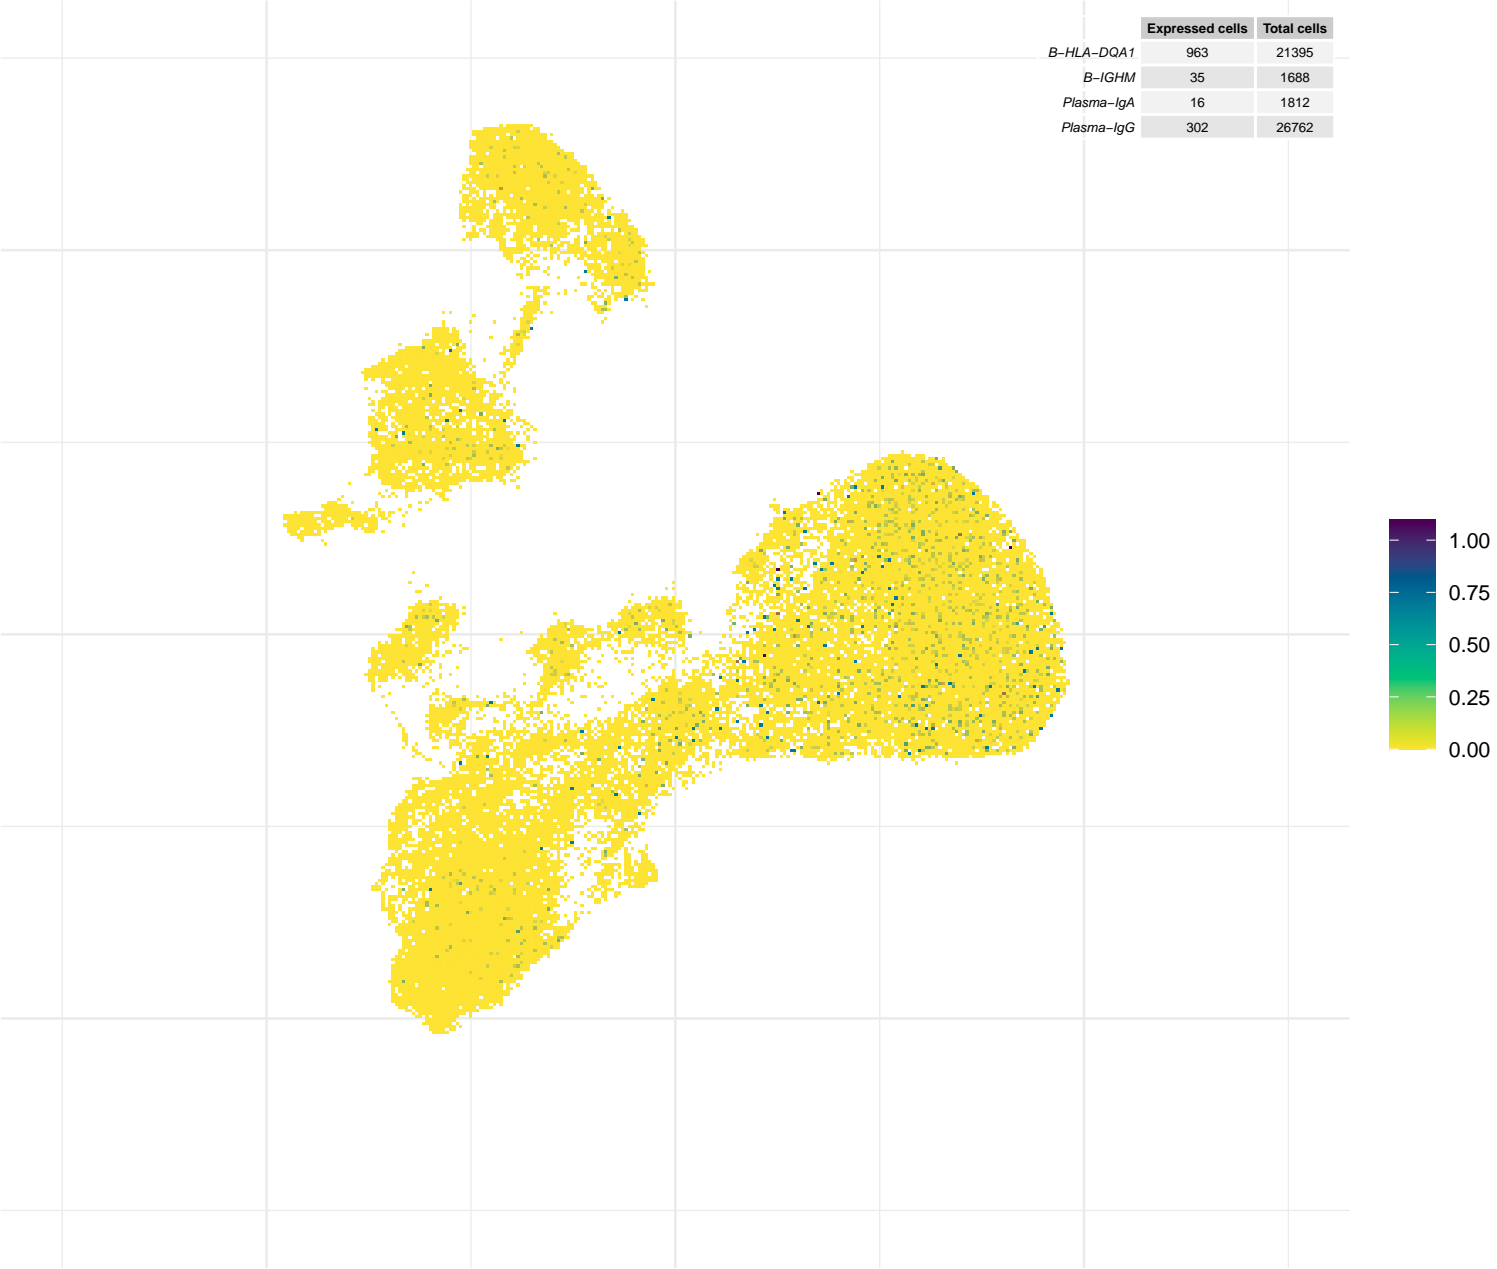 Expressed cells Total cells
B−HLA−DQA1 963 21395
B−IGHM 35 1688
Plasma−IgA 16 1812
Plasma−IgG 302 26762
1.00
0.75
0.50
0.25
0.00